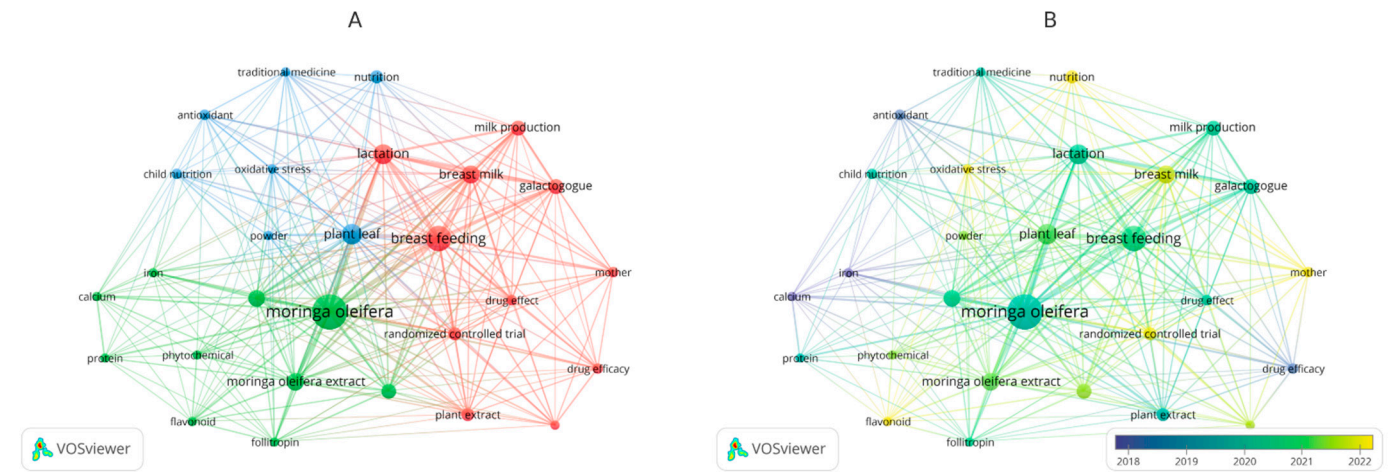 A
traditional medicine
nutrition
antioxidant
milk production
lactation
child nutrition
oxidative stress
breast milk
galactogogue
powder
plant leaf
breast feeding
iron
mother
calcium
drug effect
moringa oleifera
randomized controlled trial
protein
phytochemical
drug efficacy
moringa oleifera extract
plant extract
flavonoid
follitropin
VOSviewer
B
traditional medicine
nutrition
antioxidant
milk production
lactation
child nutrition
oxidative stress
breast milk
galactogogue
powder
plant leaf
breast feeding
iron
mother
calcium
drug effect
moringa oleifera
randomized controlled trial
protein
phytochemical
drug efficacy
moringa oleifera extract
plant extract
flavonoid
follitropin
VOSviewer
2018 2019 2020 2021 2022